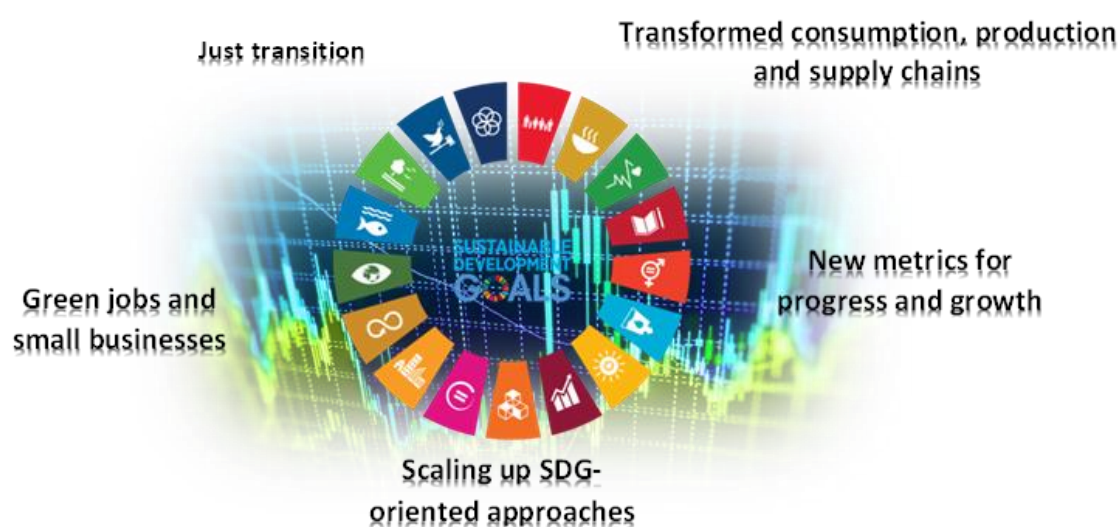 Just transition
Transformed consumption, production
and supply chains
SUSTAINABLE
DEVELOPMENT
GOALS
New metrics for
progress and growth
Green jobs and
small businesses
Scaling up SDG-
oriented approaches